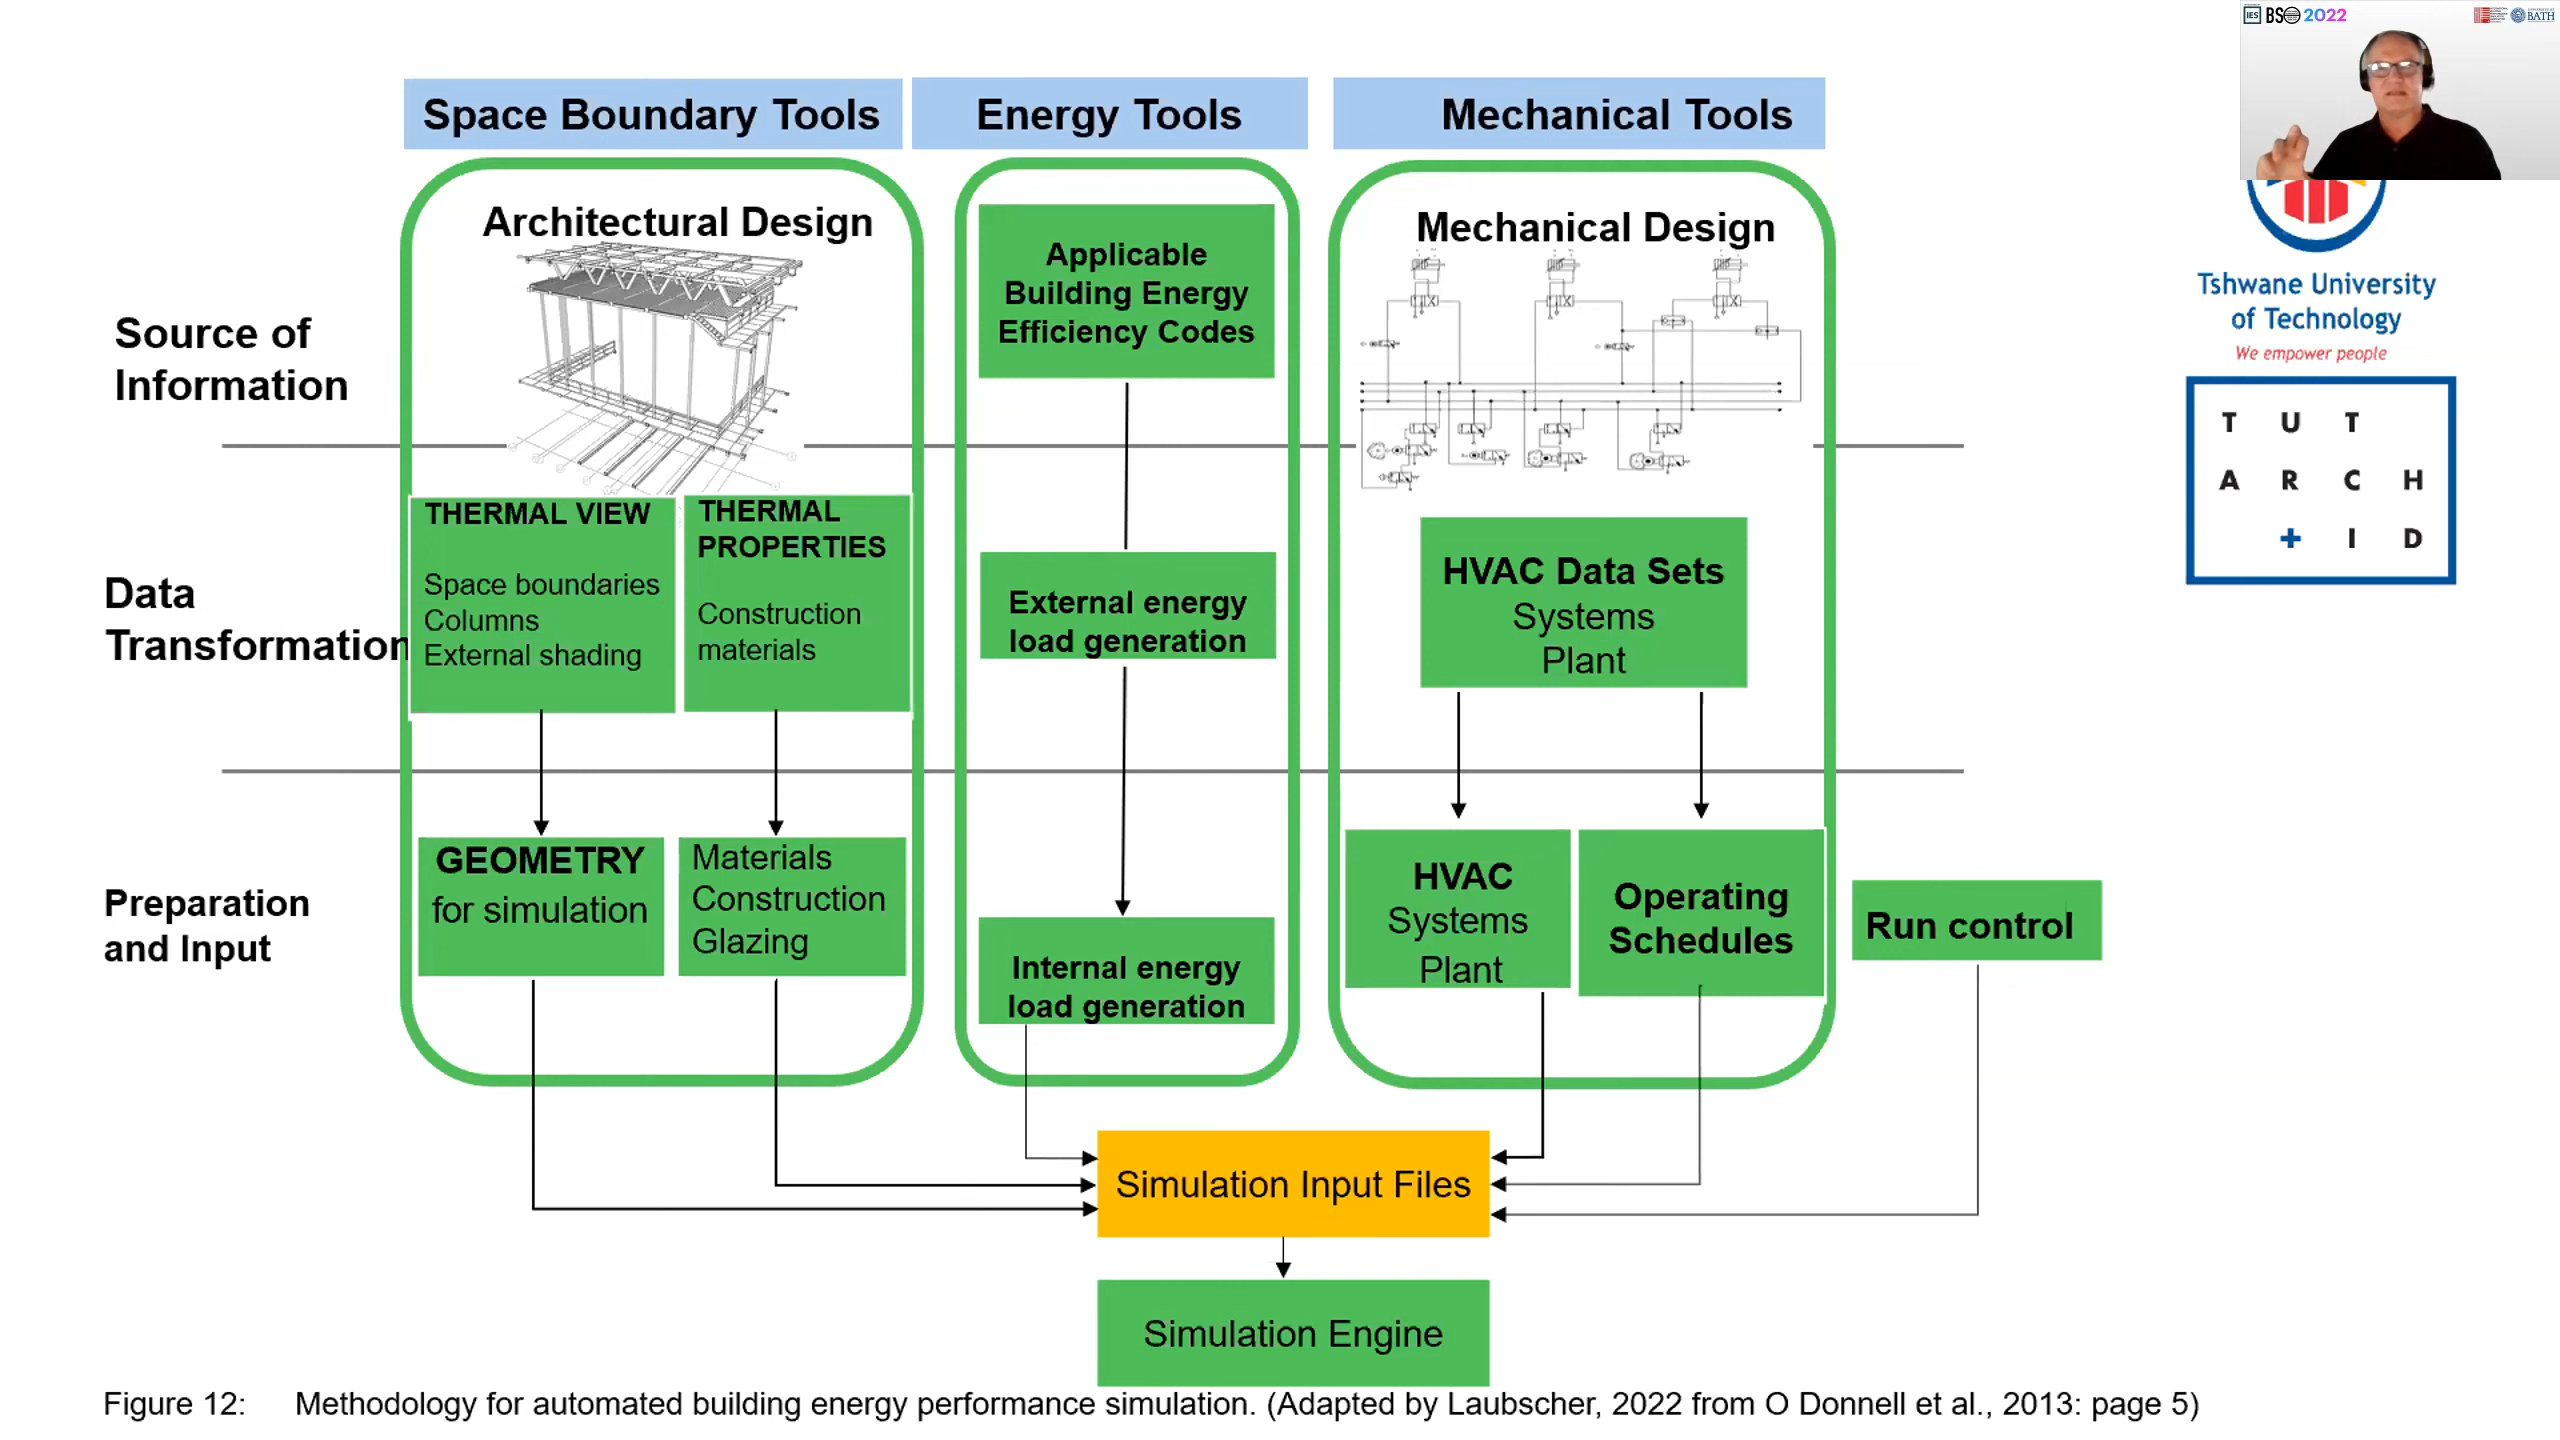 IES BSO 2022
BATH
Space Boundary Tools
Energy Tools
Mechanical Tools
Architectural Design
Applicable
Building Energy
Efficiency Codes
Mechanical Design
Source of
Information
Tshwane University
of Technology
We empower people
T U T
A R C H
+ I D
THERMAL VIEW
Space boundaries
Columns
External shading
THERMAL
PROPERTIES
Construction
materials
External energy
load generation
HVAC Data Sets
Systems
Plant
Data
Transformation
Preparation
and Input
GEOMETRY
for simulation
Materials
Construction
Glazing
Internal energy
load generation
HVAC
Systems
Plant
Operating
Schedules
Run control
Simulation Input Files
Simulation Engine
Figure 12: Methodology for automated building energy performance simulation. (Adapted by Laubscher, 2022 from O Donnell et al., 2013: page 5)